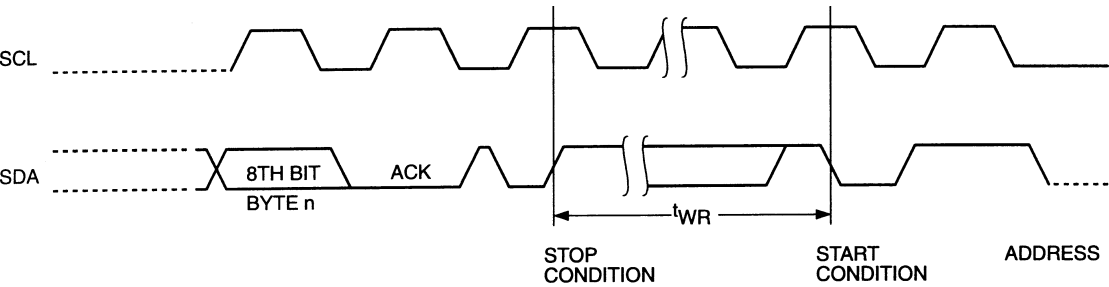 SCL
SDA
8TH BIT
ACK
BYTE n
tWR
STOP
CONDITION
START
CONDITION
ADDRESS